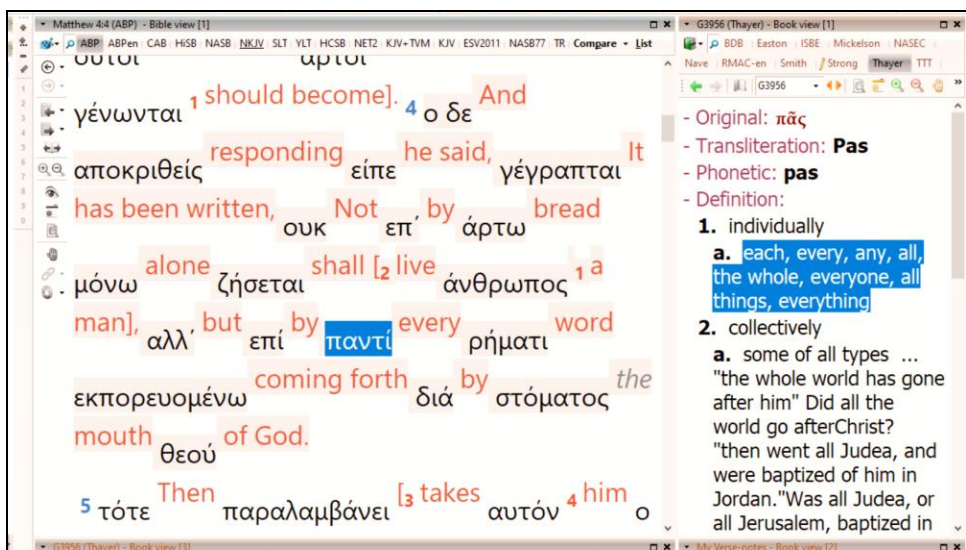 Matthew 4:4 (ABP) - Bible view [1]
ABP ABPen CAB HiSB NASB NKJV SLT YLT HCSB NET2 KJV+TVM KJV ESV2011 NASB77 TR Compare List
ούτοι άρτοι
γένωνται 1 should become]. 4 ο δε And
αποκριθείς responding είπε he said, γέγραπται It
has been written, ουκ Not επ΄ by άρτω bread
μόνω alone ζήσεται shall [2 live άνθρωπος 1 a
man], αλλ΄ but επί by παντί every ρήματι word
εκπορευομένω coming forth διά by στόματος the
mouth θεού of God.
5 τότε Then παραλαμβάνει [3 takes αυτόν 4 him ο
G3956 (Thayer) - Book view [3]
G3956 (Thayer) - Book view [1]
BDB Easton ISBE Mickelson NASEC
Nave RMAC-en Smith Strong Thayer TTT
G3956
- Original: πᾶς
- Transliteration: Pas
- Phonetic: pas
- Definition:
1. individually
a. each, every, any, all,
the whole, everyone, all
things, everything
2. collectively
a. some of all types ...
"the whole world has gone
after him" Did all the
world go afterChrist?
"then went all Judea, and
were baptized of him in
Jordan."Was all Judea, or
all Jerusalem, baptized in
My Verse-notes - Book view [2]